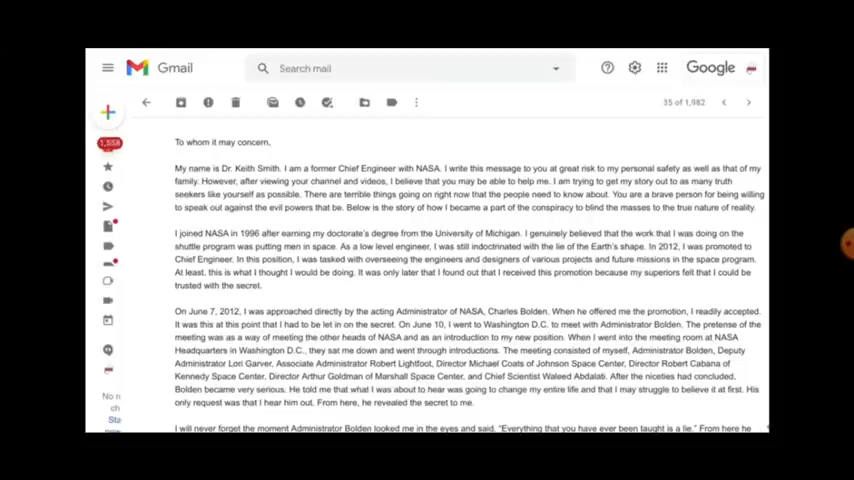 Gmail
Search mail
Google
35 of 1,982
To whom it may concern,
My name is Dr. Keith Smith. I am a former Chief Engineer with NASA. I write this message to you at great risk to my personal safety as well as that of my
family. However, after viewing your channel and videos, I believe that you may be able to help me. I am trying to get my story out to as many truth
seekers like yourself as possible. There are terrible things going on right now that the people need to know about. You are a brave person for being willing
to speak out against the evil powers that be. Below is the story of how I became a part of the conspiracy to blind the masses to the true nature of reality.
I joined NASA in 1996 after earning my doctorate's degree from the University of Michigan. I genuinely believed that the work that I was doing on the
shuttle program was putting men in space. As a low level engineer, I was still indoctrinated with the lie of the Earth's shape. In 2012, I was promoted to
Chief Engineer. In this position, I was tasked with overseeing the engineers and designers of various projects and future missions in the space program.
At least, this is what I thought I would be doing. It was only later that I found out that I received this promotion because my superiors felt that I could be
trusted with the secret.
On June 7, 2012, I was approached directly by the acting Administrator of NASA, Charles Bolden. When he offered me the promotion, I readily accepted.
It was this at this point that I had to be let in on the secret. On June 10, I went to Washington D.C. to meet with Administrator Bolden. The pretense of the
meeting was as a way of meeting the other heads of NASA and as an introduction to my new position. When I went into the meeting room at NASA
Headquarters in Washington D.C., they sat me down and went through introductions. The meeting consisted of myself, Administrator Bolden, Deputy
Administrator Lori Garver, Associate Administrator Robert Lightfoot, Director Michael Coats of Johnson Space Center, Director Robert Cabana of
Kennedy Space Center, Director Arthur Goldman of Marshall Space Center, and Chief Scientist Waleed Abdalati. After the niceties had concluded,
Bolden became very serious. He told me that what I was about to hear was going to change my entire life and that I may struggle to believe it at first. His
only request was that I hear him out. From here, he revealed the secret to me.
I will never forget the moment Administrator Bolden looked me in the eyes and said, "Everything that you have ever been taught is a lie." From here he
No r
ch
Sta